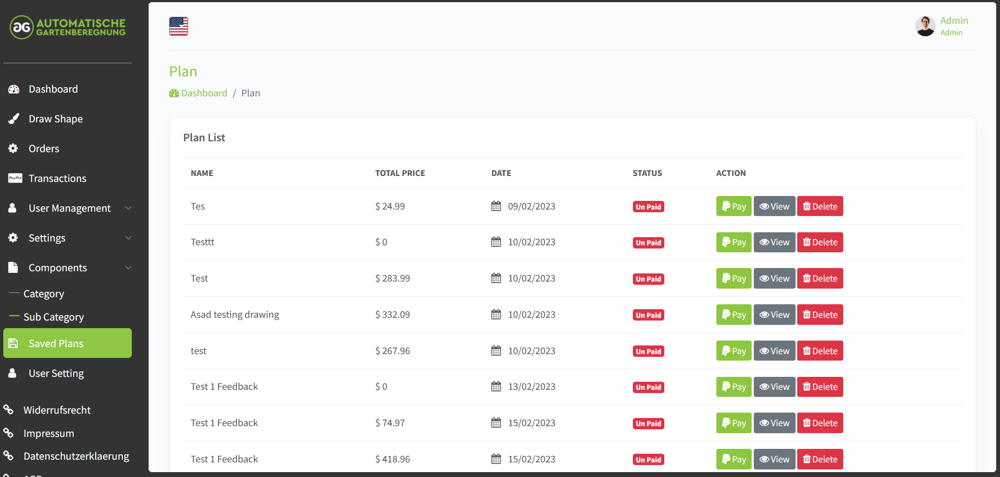 AUTOMATISCHE
GARTENBEREGNUNG
Dashboard
Draw Shape
Orders
PayPal Transactions
User Management
Settings
Components
Category
Sub Category
Saved Plans
User Setting
Widerrufsrecht
Impressum
Datenschutzerklaerung
Admin
Admin
Plan
Dashboard / Plan
Plan List
NAME TOTAL PRICE DATE STATUS ACTION
Tes $ 24.99 09/02/2023 Un Paid Pay View Delete
Testtt $ 0 10/02/2023 Un Paid Pay View Delete
Test $ 283.99 10/02/2023 Un Paid Pay View Delete
Asad testing drawing $ 332.09 10/02/2023 Un Paid Pay View Delete
test $ 267.96 10/02/2023 Un Paid Pay View Delete
Test 1 Feedback $ 0 13/02/2023 Un Paid Pay View Delete
Test 1 Feedback $ 74.97 15/02/2023 Un Paid Pay View Delete
Test 1 Feedback $ 418.96 15/02/2023 Un Paid Pay View Delete